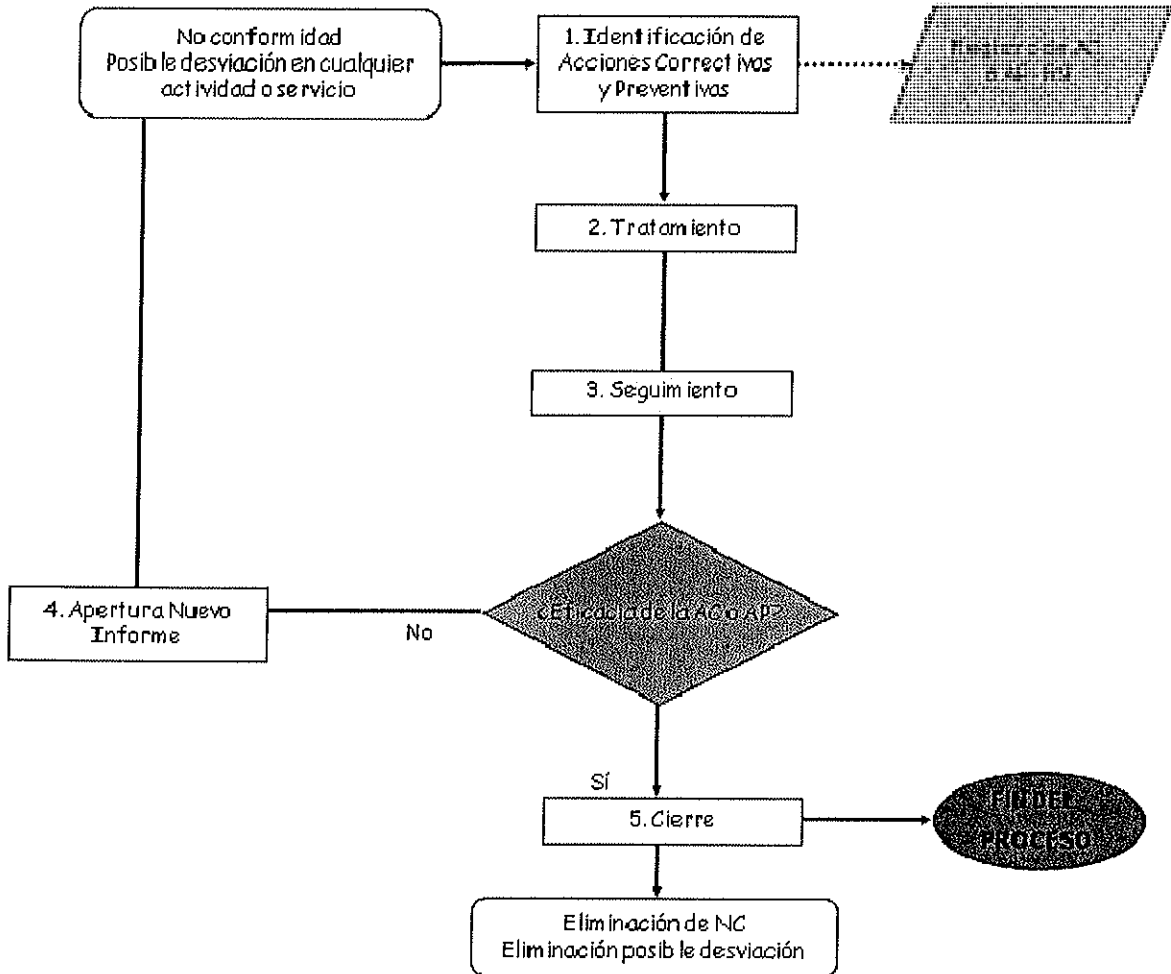 No conformidad
Posible desviación en cualquier
actividad o servicio
1. Identificación de
Acciones Correctivas
y Preventivas
2. Tratamiento
3. Seguimiento
¿Eficacia de la AC o AP?
No
4. Apertura Nuevo
Informe
Sí
5. Cierre
FIN DEL
PROCESO
Eliminación de NC
Eliminación posible desviación